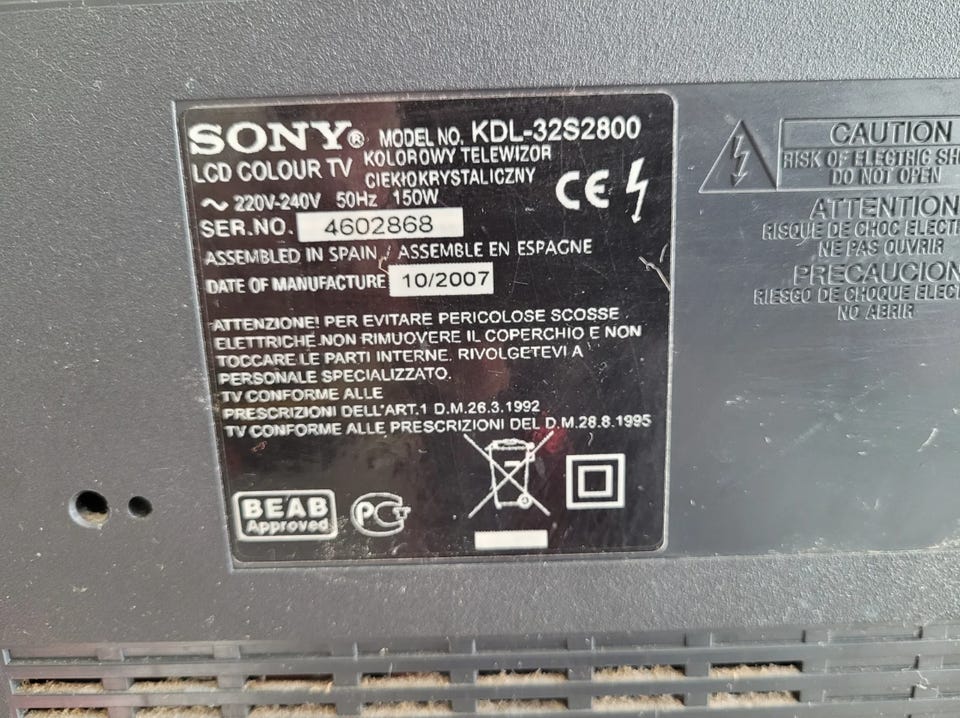 SONY® MODEL NO. KDL-32S2800
LCD COLOUR TV KOLOROWY TELEWIZOR
CIEKŁOKRYSTALICZNY
~ 220V-240V 50Hz 150W
CE
SER.NO. 4602868
ASSEMBLED IN SPAIN / ASSEMBLE EN ESPAGNE
DATE OF MANUFACTURE 10/2007
ATTENZIONE! PER EVITARE PERICOLOSE SCOSSE
ELETTRICHE.NON RIMUOVERE IL COPERCHIO E NON
TOCCARE LE PARTI INTERNE. RIVOLGETEVI A
PERSONALE SPECIALIZZATO.
TV CONFORME ALLE
PRESCRIZIONI DELL'ART.1 D.M.26.3.1992
TV CONFORME ALLE PRESCRIZIONI DEL D.M.28.8.1995
BEAB
Approved
PCT
CAUTION
RISK OF ELECTRIC SH
DO NOT OPEN
ATTENTION
RISQUE DE CHOC ELECT
NE PAS OUVRIR
PRECAUCION
RIESGO DE CHOQUE ELEC
NO ABRIR